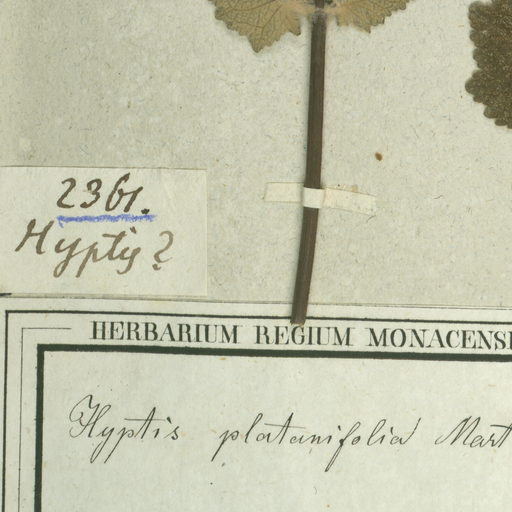 2361.
Hyptis?
HERBARIUM REGIUM MONACENSE
Hyptis platanifolia Mart